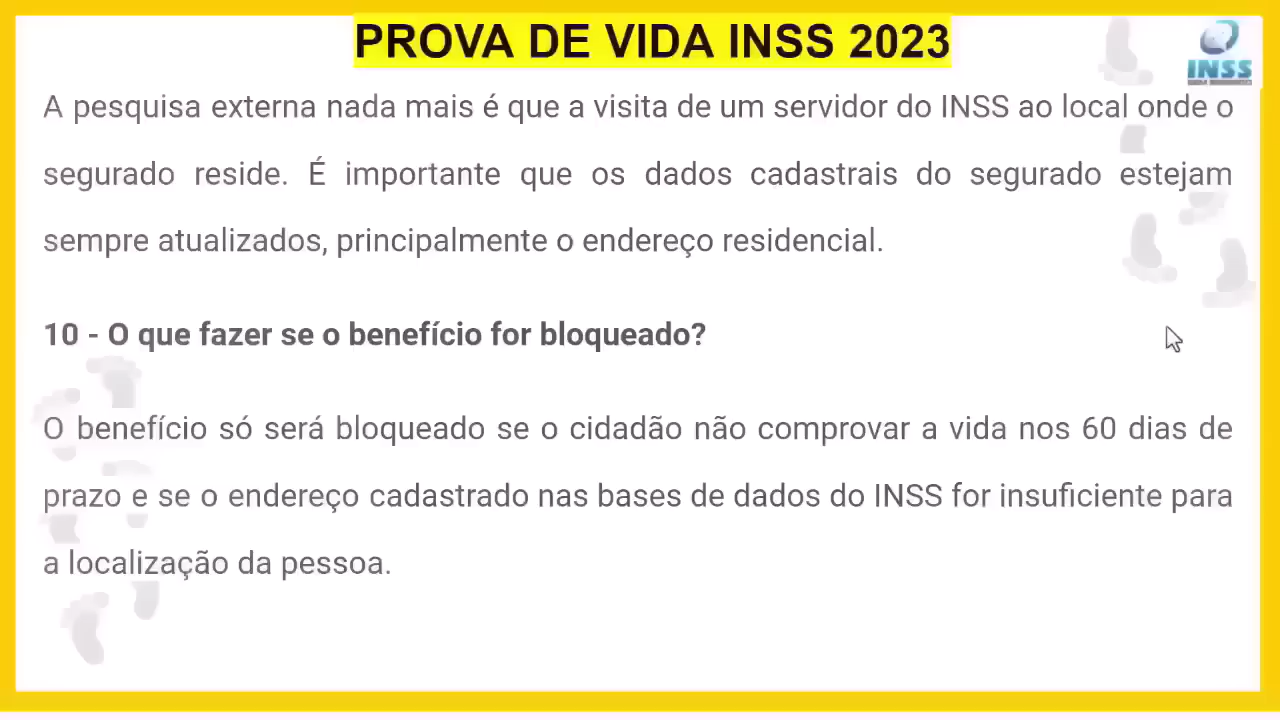 PROVA DE VIDA INSS 2023
INSS
A pesquisa externa nada mais é que a visita de um servidor do INSS ao local onde o
segurado reside. É importante que os dados cadastrais do segurado estejam
sempre atualizados, principalmente o endereço residencial.
10 - O que fazer se o benefício for bloqueado?
O benefício só será bloqueado se o cidadão não comprovar a vida nos 60 dias de
prazo e se o endereço cadastrado nas bases de dados do INSS for insuficiente para
a localização da pessoa.